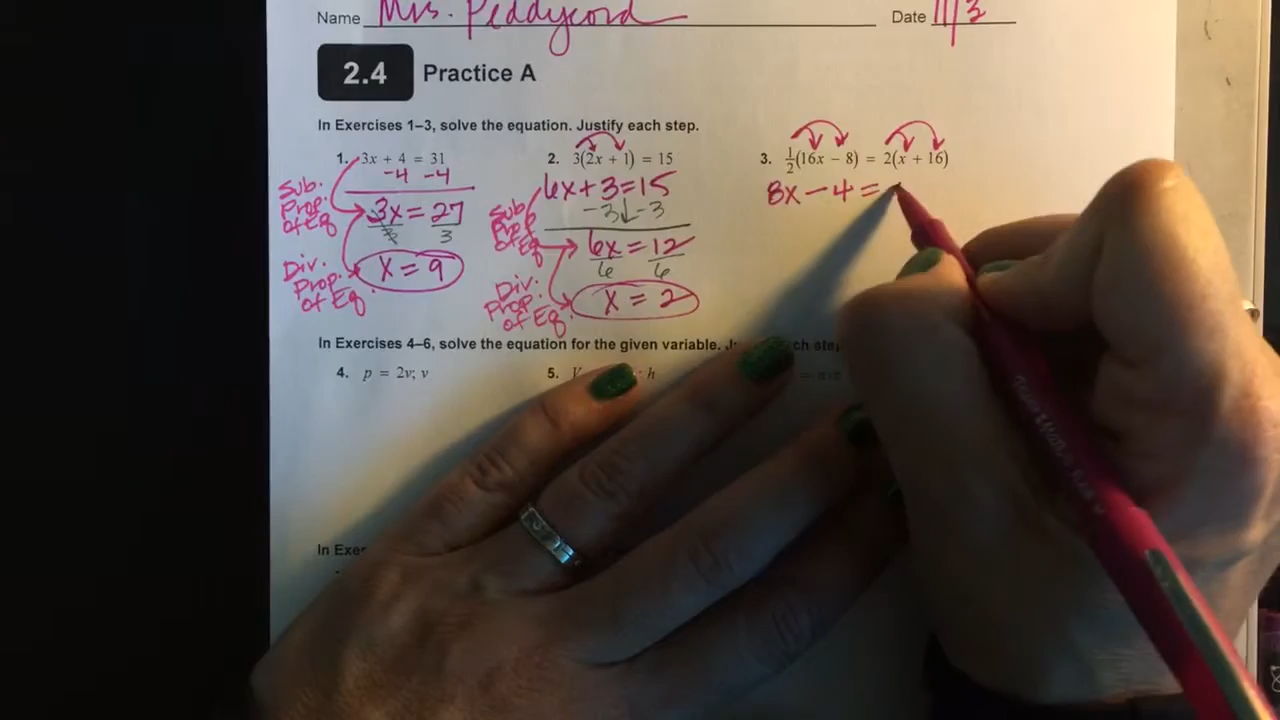 Name Mrs. Peddycord Date 11/3
2.4 Practice A
In Exercises 1–3, solve the equation. Justify each step.
1. 3x + 4 = 31
-4 -4
3x = 27
3 3
x = 9
Sub. Prop. of Eq
Div. Prop. of Eq
2. 3(2x + 1) = 15
6x + 3 = 15
-3 -3
6x = 12
6 6
x = 2
Sub Prop of Eq
Div. Prop. of Eq.
3. 1/2(16x − 8) = 2(x + 16)
8x − 4 =
In Exercises 4–6, solve the equation for the given variable.
4. p = 2v; v
5. V h